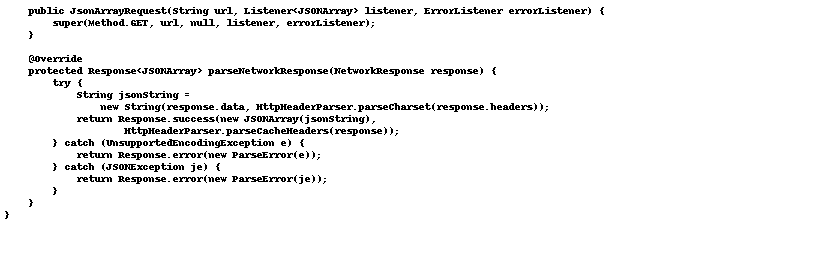 public JsonArrayRequest(String url, Listener<JSONArray> listener, ErrorListener errorListener) {
        super(Method.GET, url, null, listener, errorListener);
    }

    @Override
    protected Response<JSONArray> parseNetworkResponse(NetworkResponse response) {
        try {
            String jsonString =
                new String(response.data, HttpHeaderParser.parseCharset(response.headers));
            return Response.success(new JSONArray(jsonString),
                    HttpHeaderParser.parseCacheHeaders(response));
        } catch (UnsupportedEncodingException e) {
            return Response.error(new ParseError(e));
        } catch (JSONException je) {
            return Response.error(new ParseError(je));
        }
    }
}